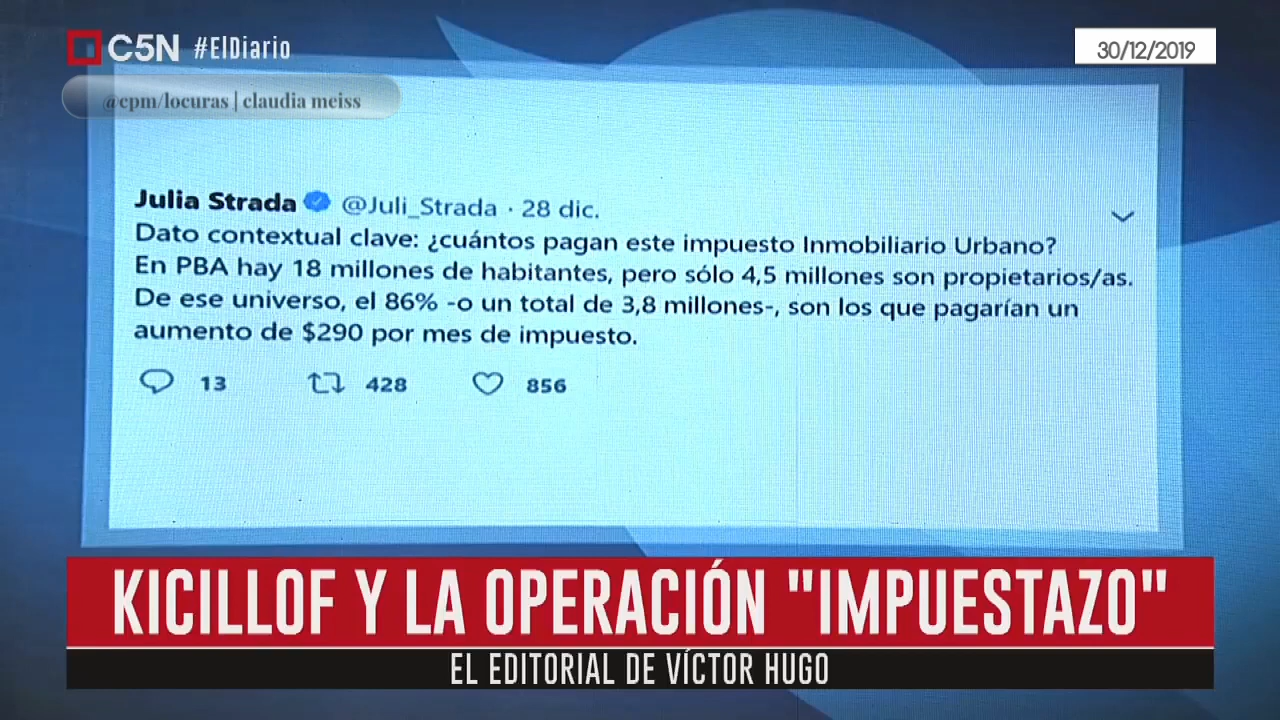 C5N #ElDiario
30/12/2019
@cpm/locuras | claudia meiss
Julia Strada @Juli_Strada · 28 dic.
Dato contextual clave: ¿cuántos pagan este impuesto Inmobiliario Urbano?
En PBA hay 18 millones de habitantes, pero sólo 4,5 millones son propietarios/as.
De ese universo, el 86% -o un total de 3,8 millones-, son los que pagarían un
aumento de $290 por mes de impuesto.
13 428 856
KICILLOF Y LA OPERACIÓN "IMPUESTAZO"
EL EDITORIAL DE VÍCTOR HUGO